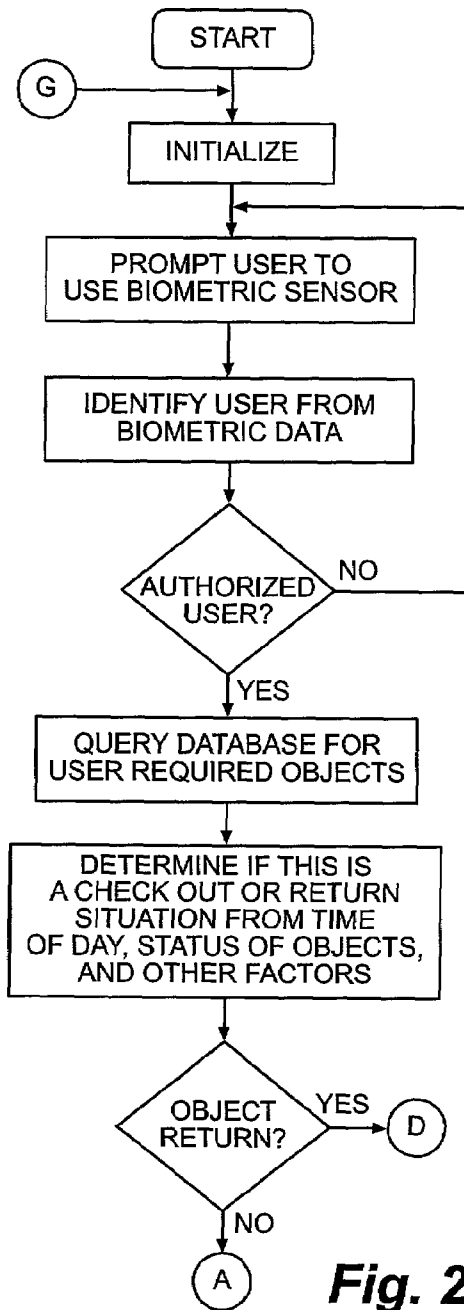 START
G
INITIALIZE
PROMPT USER TO
USE BIOMETRIC SENSOR
IDENTIFY USER FROM
BIOMETRIC DATA
AUTHORIZED
USER?
NO
YES
QUERY DATABASE FOR
USER REQUIRED OBJECTS
DETERMINE IF THIS IS
A CHECK OUT OR RETURN
SITUATION FROM TIME
OF DAY, STATUS OF OBJECTS,
AND OTHER FACTORS
OBJECT
RETURN?
YES
D
NO
A
Fig. 2